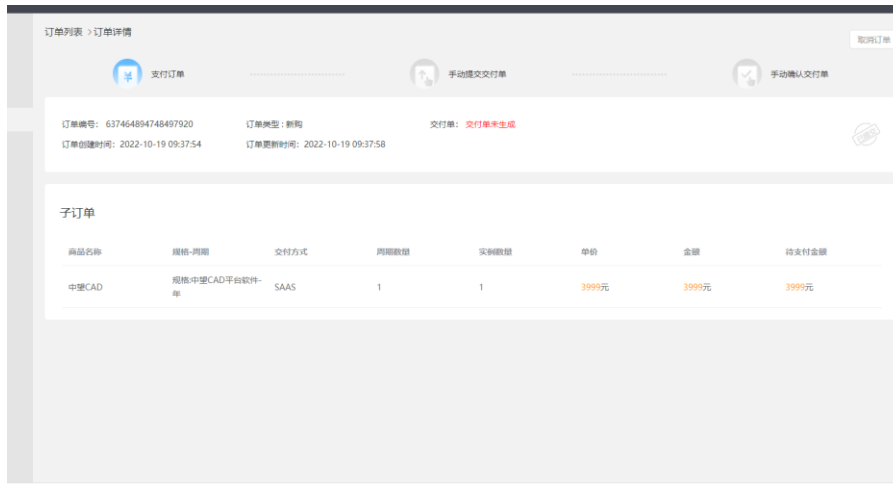 订单列表 >订单详情
取消订单
支付订单
手动提交交付单
手动确认交付单
订单编号： 637464894748497920 订单类型 : 新购 交付单： 交付单未生成
订单创建时间：2022-10-19 09:37:54 订单更新时间：2022-10-19 09:37:58
子订单
商品名称 规格-周期 交付方式 周期数量 实例数量 单价 金额 待支付金额
中望CAD 规格:中望CAD平台软件- SAAS 1 1 3999元 3999元 3999元
年